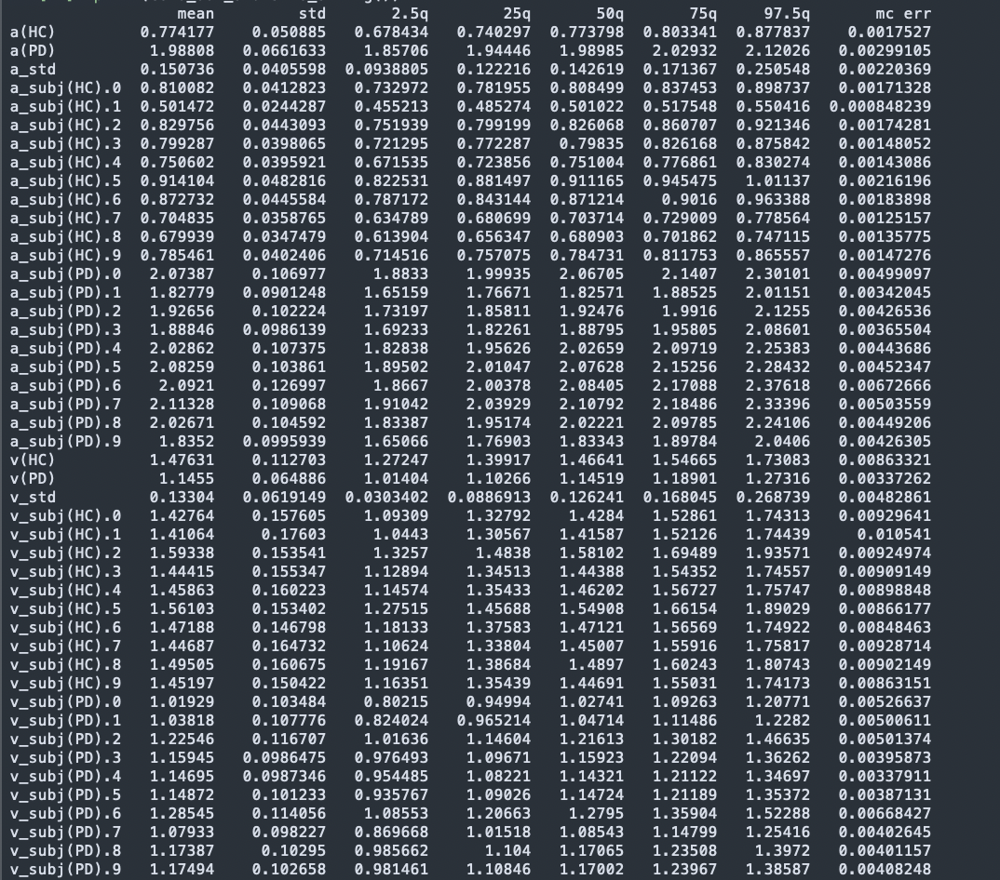 mean std 2.5q 25q 50q 75q 97.5q mc err
a(HC) 0.774177 0.050885 0.678434 0.740297 0.773798 0.803341 0.877837 0.0017527
a(PD) 1.98808 0.0661633 1.85706 1.94446 1.98985 2.02932 2.12026 0.00299105
a_std 0.150736 0.0405598 0.0938805 0.122216 0.142619 0.171367 0.250548 0.00220369
a_subj(HC).0 0.810082 0.0412823 0.732972 0.781955 0.808499 0.837453 0.898737 0.00171328
a_subj(HC).1 0.501472 0.0244287 0.455213 0.485274 0.501022 0.517548 0.550416 0.000848239
a_subj(HC).2 0.829756 0.0443093 0.751939 0.799199 0.826068 0.860707 0.921346 0.00174281
a_subj(HC).3 0.799287 0.0398065 0.721295 0.772287 0.79835 0.826168 0.875842 0.00148052
a_subj(HC).4 0.750602 0.0395921 0.671535 0.723856 0.751004 0.776861 0.830274 0.00143086
a_subj(HC).5 0.914104 0.0482816 0.822531 0.881497 0.911165 0.945475 1.01137 0.00216196
a_subj(HC).6 0.872732 0.0445584 0.787172 0.843144 0.871214 0.9016 0.963388 0.00183898
a_subj(HC).7 0.704835 0.0358765 0.634789 0.680699 0.703714 0.729009 0.778564 0.00125157
a_subj(HC).8 0.679939 0.0347479 0.613904 0.656347 0.680903 0.701862 0.747115 0.00135775
a_subj(HC).9 0.785461 0.0402406 0.714516 0.757075 0.784731 0.811753 0.865557 0.00147276
a_subj(PD).0 2.07387 0.106977 1.8833 1.99935 2.06705 2.1407 2.30101 0.00499097
a_subj(PD).1 1.82779 0.0901248 1.65159 1.76671 1.82571 1.88525 2.01151 0.00342045
a_subj(PD).2 1.92656 0.102224 1.73197 1.85811 1.92476 1.9916 2.1255 0.00426536
a_subj(PD).3 1.88846 0.0986139 1.69233 1.82261 1.88795 1.95805 2.08601 0.00365504
a_subj(PD).4 2.02862 0.107375 1.82838 1.95626 2.02659 2.09719 2.25383 0.00443686
a_subj(PD).5 2.08259 0.103861 1.89502 2.01047 2.07628 2.15256 2.28432 0.00452347
a_subj(PD).6 2.0921 0.126997 1.8667 2.00378 2.08405 2.17088 2.37618 0.00672666
a_subj(PD).7 2.11328 0.109068 1.91042 2.03929 2.10792 2.18486 2.33396 0.00503559
a_subj(PD).8 2.02671 0.104592 1.83387 1.95174 2.02221 2.09785 2.24106 0.00449206
a_subj(PD).9 1.8352 0.0995939 1.65066 1.76903 1.83343 1.89784 2.0406 0.00426305
v(HC) 1.47631 0.112703 1.27247 1.39917 1.46641 1.54665 1.73083 0.00863321
v(PD) 1.1455 0.064886 1.01404 1.10266 1.14519 1.18901 1.27316 0.00337262
v_std 0.13304 0.0619149 0.0303402 0.0886913 0.126241 0.168045 0.268739 0.00482861
v_subj(HC).0 1.42764 0.157605 1.09309 1.32792 1.4284 1.52861 1.74313 0.00929641
v_subj(HC).1 1.41064 0.17603 1.0443 1.30567 1.41587 1.52126 1.74439 0.010541
v_subj(HC).2 1.59338 0.153541 1.3257 1.4838 1.58102 1.69489 1.93571 0.00924974
v_subj(HC).3 1.44415 0.155347 1.12894 1.34513 1.44388 1.54352 1.74557 0.00909149
v_subj(HC).4 1.45863 0.160223 1.14574 1.35433 1.46202 1.56727 1.75747 0.00898848
v_subj(HC).5 1.56103 0.153402 1.27515 1.45688 1.54908 1.66154 1.89029 0.00866177
v_subj(HC).6 1.47188 0.146798 1.18133 1.37583 1.47121 1.56569 1.74922 0.00848463
v_subj(HC).7 1.44687 0.164732 1.10624 1.33804 1.45007 1.55916 1.75817 0.00928714
v_subj(HC).8 1.49505 0.160675 1.19167 1.38684 1.4897 1.60243 1.80743 0.00902149
v_subj(HC).9 1.45197 0.150422 1.16351 1.35439 1.44691 1.55031 1.74173 0.00863151
v_subj(PD).0 1.01929 0.103484 0.80215 0.94994 1.02741 1.09263 1.20771 0.00526637
v_subj(PD).1 1.03818 0.107776 0.824024 0.965214 1.04714 1.11486 1.2282 0.00500611
v_subj(PD).2 1.22546 0.116707 1.01636 1.14604 1.21613 1.30182 1.46635 0.00501374
v_subj(PD).3 1.15945 0.0986475 0.976493 1.09671 1.15923 1.22094 1.36262 0.00395873
v_subj(PD).4 1.14695 0.0987346 0.954485 1.08221 1.14321 1.21122 1.34697 0.00337911
v_subj(PD).5 1.14872 0.101233 0.935767 1.09026 1.14724 1.21189 1.35372 0.00387131
v_subj(PD).6 1.28545 0.114056 1.08553 1.20663 1.2795 1.35904 1.52288 0.00668427
v_subj(PD).7 1.07933 0.098227 0.869668 1.01518 1.08543 1.14799 1.25416 0.00402645
v_subj(PD).8 1.17387 0.10295 0.985662 1.104 1.17065 1.23508 1.3972 0.00401157
v_subj(PD).9 1.17494 0.102658 0.981461 1.10846 1.17002 1.23967 1.38587 0.00408248